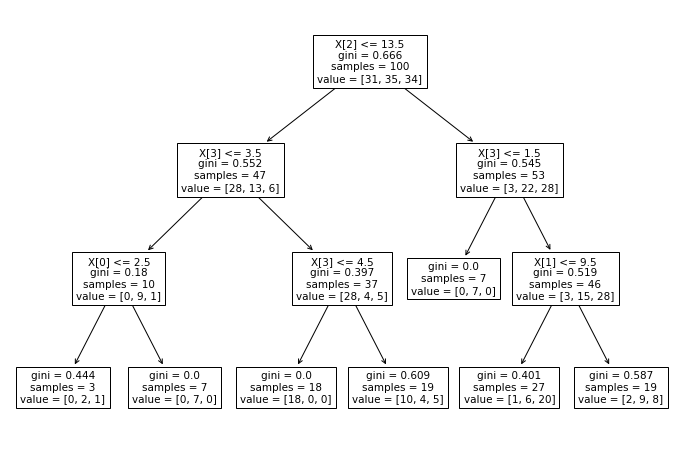 X[2] <= 13.5
gini = 0.666
samples = 100
value = [31, 35, 34]
X[3] <= 3.5
gini = 0.552
samples = 47
value = [28, 13, 6]
X[3] <= 1.5
gini = 0.545
samples = 53
value = [3, 22, 28]
X[0] <= 2.5
gini = 0.18
samples = 10
value = [0, 9, 1]
X[3] <= 4.5
gini = 0.397
samples = 37
value = [28, 4, 5]
gini = 0.0
samples = 7
value = [0, 7, 0]
X[1] <= 9.5
gini = 0.519
samples = 46
value = [3, 15, 28]
gini = 0.444
samples = 3
value = [0, 2, 1]
gini = 0.0
samples = 7
value = [0, 7, 0]
gini = 0.0
samples = 18
value = [18, 0, 0]
gini = 0.609
samples = 19
value = [10, 4, 5]
gini = 0.401
samples = 27
value = [1, 6, 20]
gini = 0.587
samples = 19
value = [2, 9, 8]